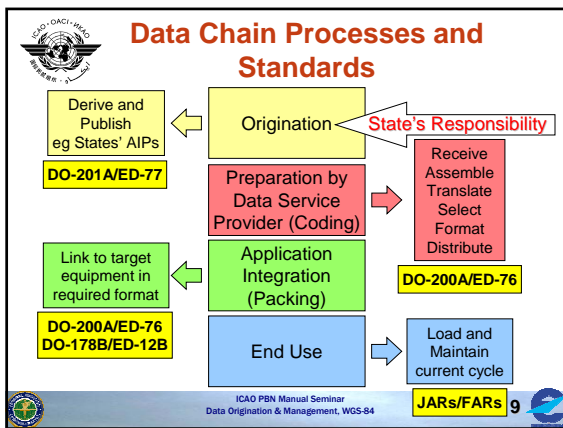 ICAO · OACI · ИКАО
Data Chain Processes and
Standards
Derive and
Publish
eg States' AIPs
DO-201A/ED-77
Origination
State's Responsibility
Preparation by
Data Service
Provider (Coding)
Receive
Assemble
Translate
Select
Format
Distribute
DO-200A/ED-76
Link to target
equipment in
required format
DO-200A/ED-76
DO-178B/ED-12B
Application
Integration
(Packing)
End Use
Load and
Maintain
current cycle
JARs/FARs
ICAO PBN Manual Seminar
Data Origination & Management, WGS-84
9